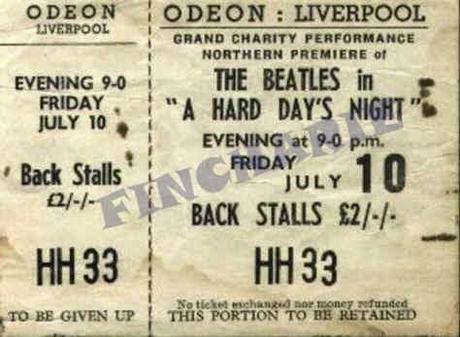 ODEON
LIVERPOOL
EVENING 9-0
FRIDAY
JULY 10
Back Stalls
£2/-/-
HH 33
TO BE GIVEN UP
ODEON : LIVERPOOL
GRAND CHARITY PERFORMANCE
NORTHERN PREMIERE of
THE BEATLES in
"A HARD DAY'S NIGHT"
EVENING at 9-0 p.m.
FRIDAY
JULY 10
BACK STALLS £2/-/-
HH 33
No ticket exchanged nor money refunded
THIS PORTION TO BE RETAINED